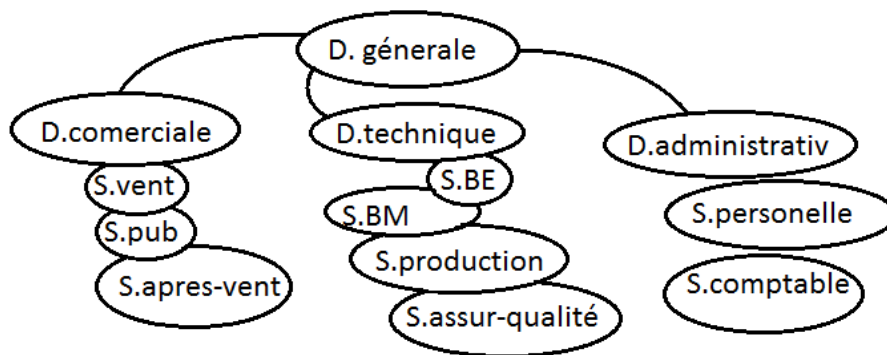 D. génerale
D.comerciale
D.technique
D.administrativ
S.vent
S.BE
S.BM
S.personelle
S.pub
S.production
S.comptable
S.apres-vent
S.assur-qualité